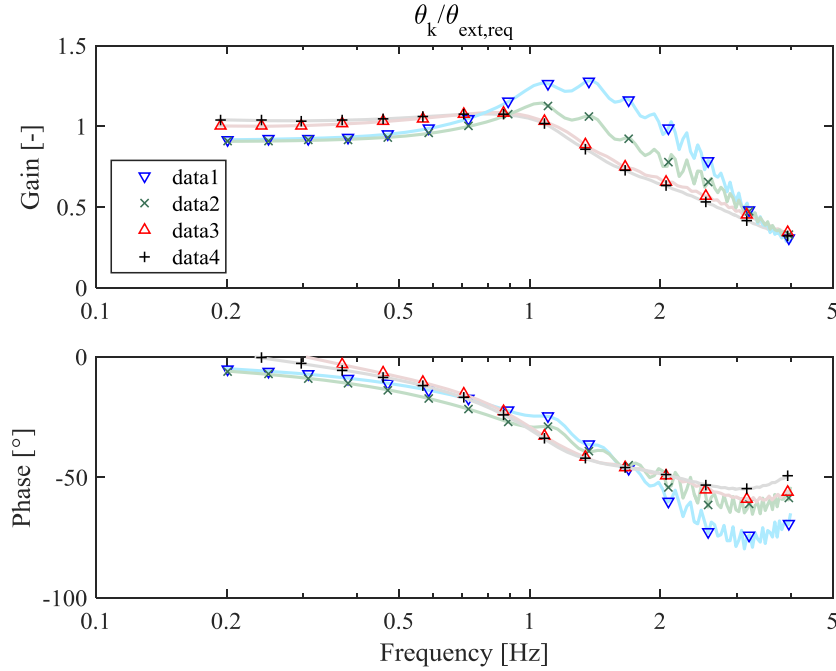 θk/θext,req
1.5
1
0.5
0
Gain [-]
data1
data2
data3
data4
0.1 0.2 0.5 1 2 5
0
-50
-100
Phase [°]
0.1 0.2 0.5 1 2 5
Frequency [Hz]